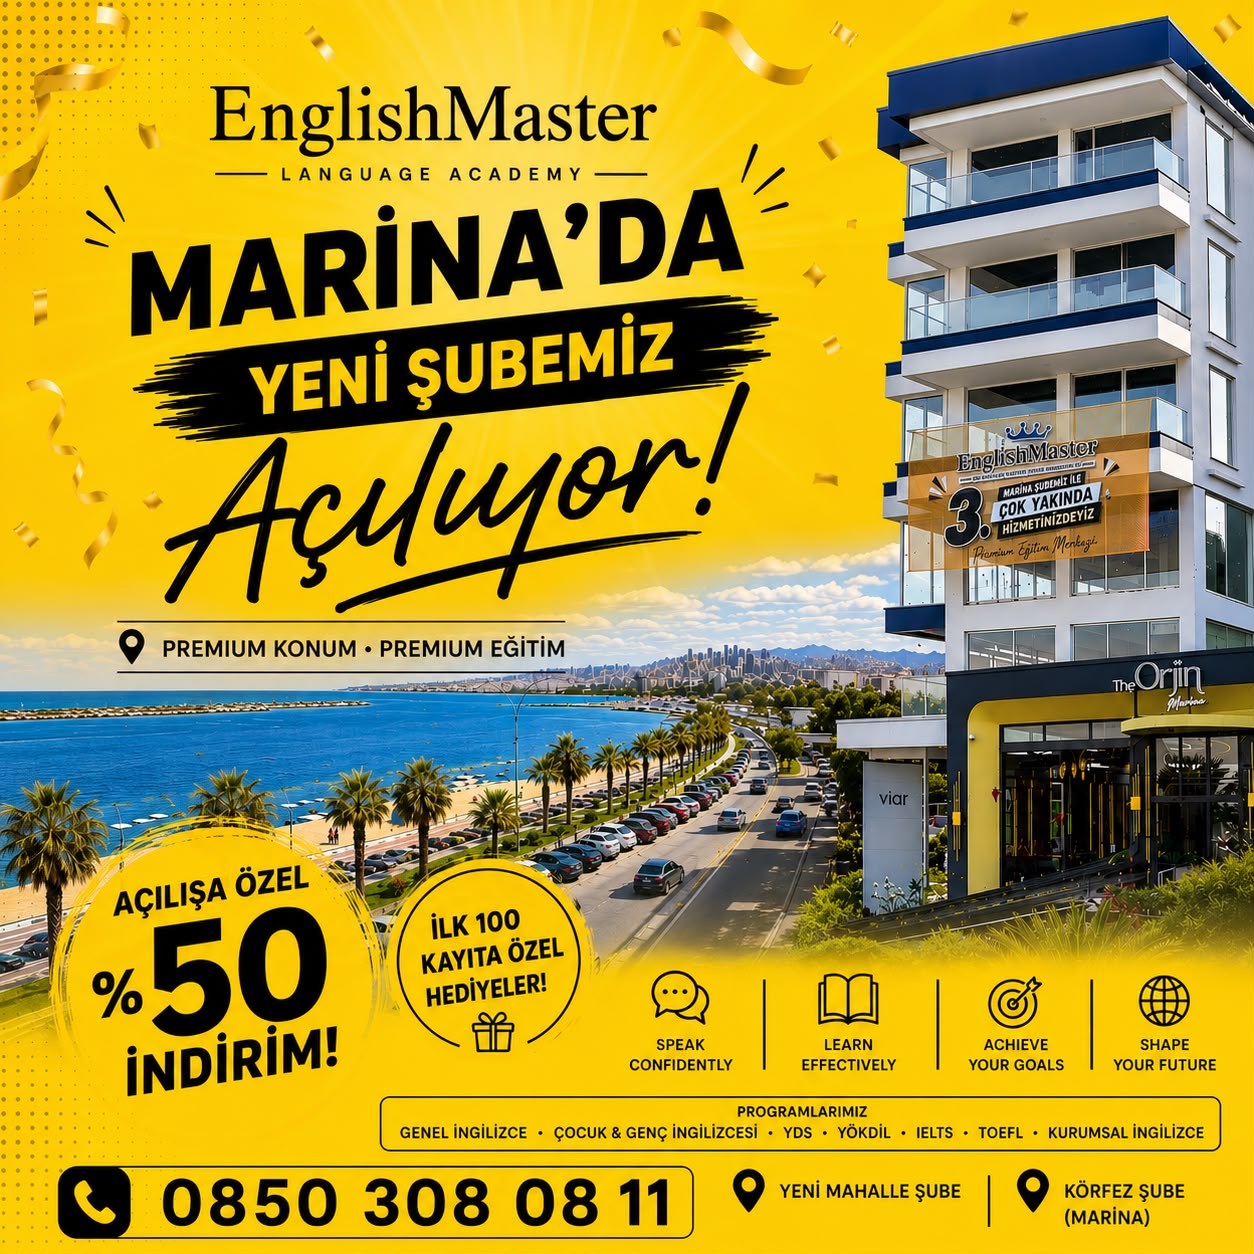 EnglishMaster
LANGUAGE ACADEMY
MARİNA'DA
YENİ ŞUBEMİZ
Açılıyor!
PREMIUM KONUM • PREMIUM EĞİTİM
EnglishMaster
3.
MARİNA ŞUBEMİZ İLE
ÇOK YAKINDA
HİZMETİNİZDEYİZ
Premium Eğitim Merkezi
The Orjin
Marina
viar
AÇILIŞA ÖZEL
%50
İNDİRİM!
İLK 100
KAYITA ÖZEL
HEDİYELER!
SPEAK
CONFIDENTLY
LEARN
EFFECTIVELY
ACHIEVE
YOUR GOALS
SHAPE
YOUR FUTURE
PROGRAMLARIMIZ
GENEL İNGİLİZCE • ÇOCUK & GENÇ İNGİLİZCESİ • YDS • YÖKDİL • IELTS • TOEFL • KURUMSAL İNGİLİZCE
0850 308 08 11
YENİ MAHALLE ŞUBE
KÖRFEZ ŞUBE
(MARİNA)